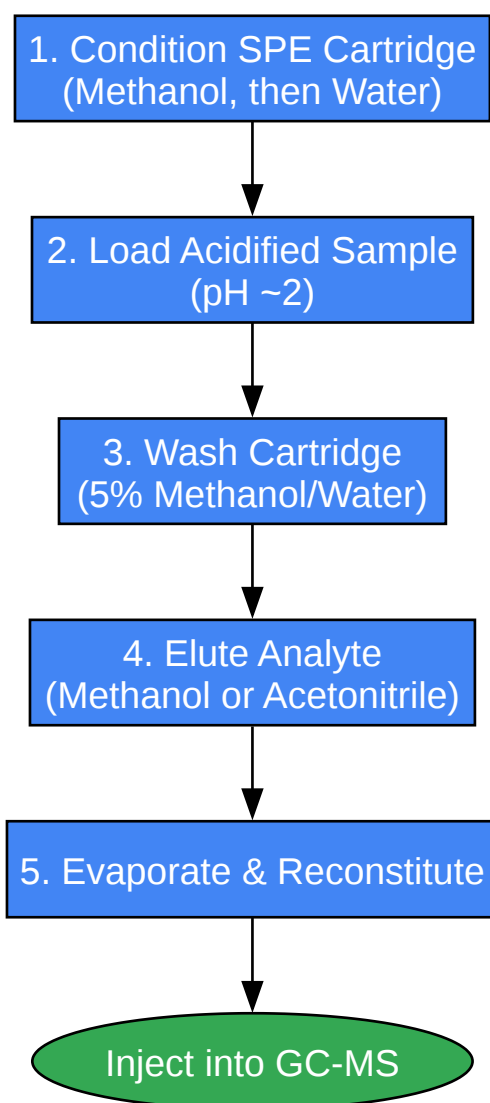 1. Condition SPE Cartridge
(Methanol, then Water)
2. Load Acidified Sample
(pH ~2)
3. Wash Cartridge
(5% Methanol/Water)
4. Elute Analyte
(Methanol or Acetonitrile)
5. Evaporate & Reconstitute
Inject into GC-MS